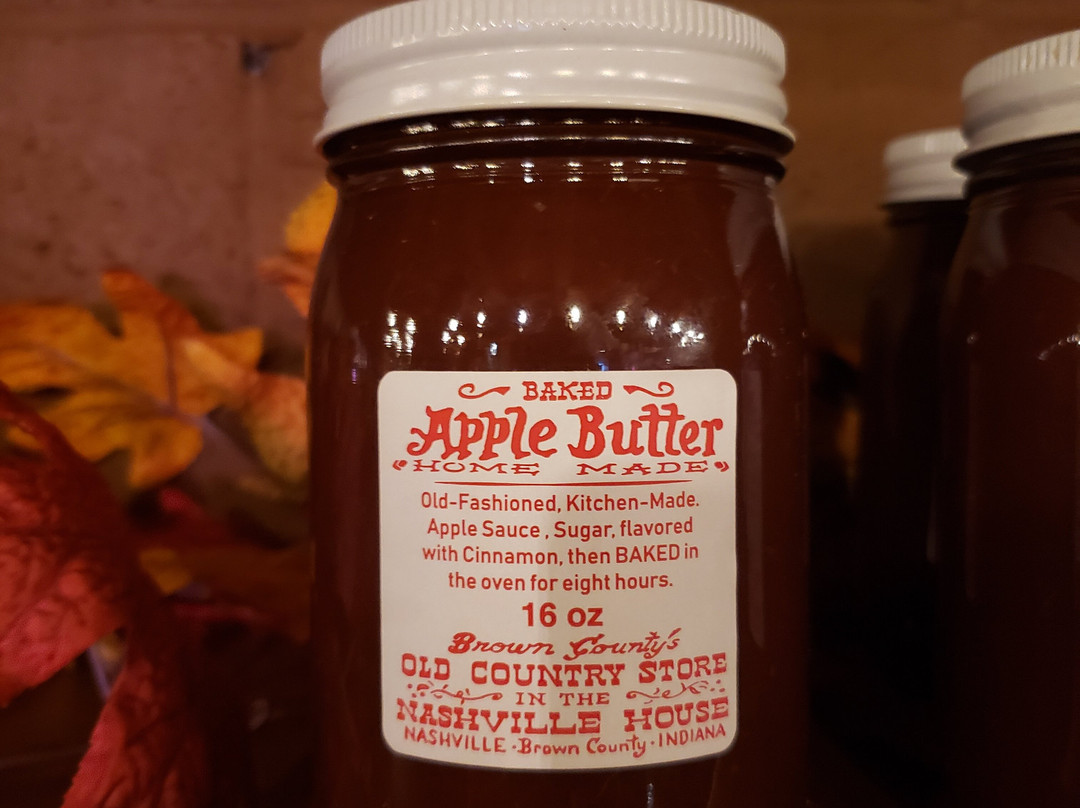 BAKED
Apple Butter
"HOME MADE"
Old-Fashioned, Kitchen-Made.
Apple Sauce , Sugar, flavored
with Cinnamon, then BAKED in
the oven for eight hours.
16 oz
Brown County's
OLD COUNTRY STORE
IN THE
NASHVILLE HOUSE
NASHVILLE · Brown County · INDIANA